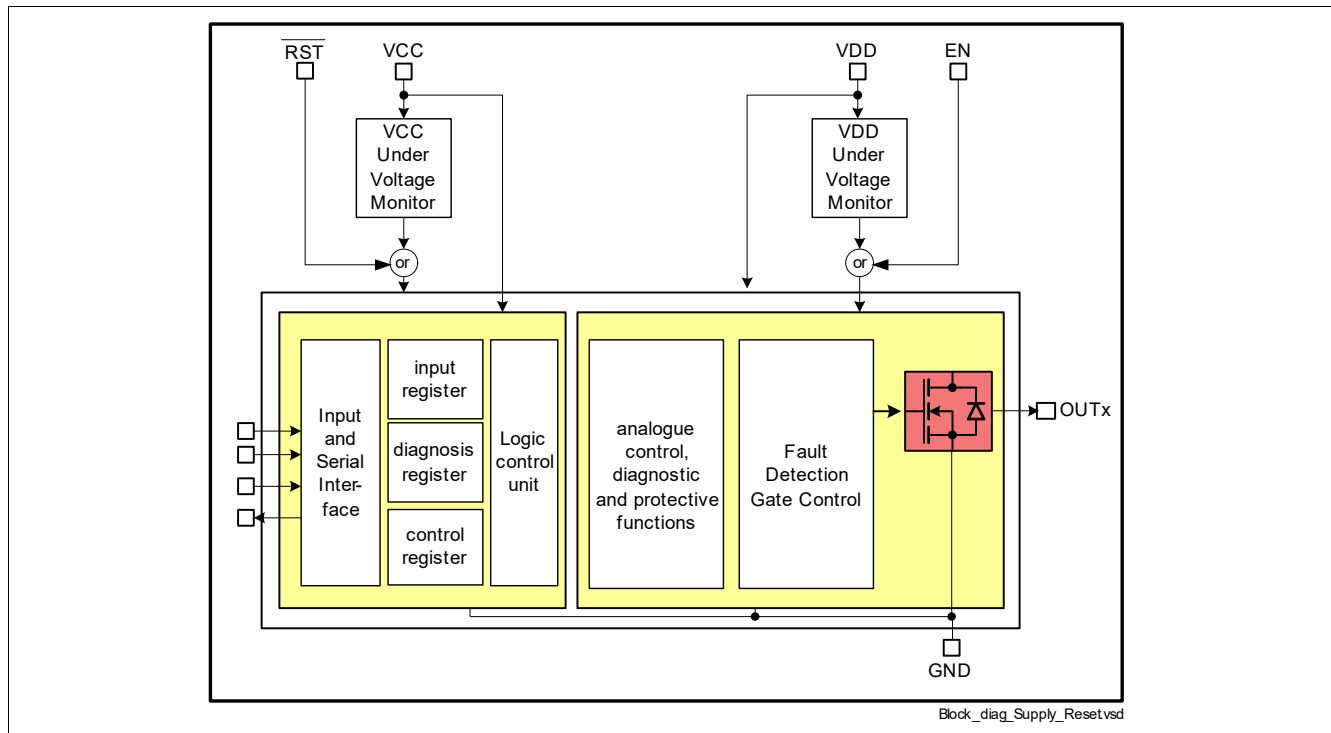 RST
VCC
VDD
EN
VCC
Under
Voltage
Monitor
VDD
Under
Voltage
Monitor
or
or
Input
and
Serial
Inter-
face
input
register
diagnosis
register
control
register
Logic
control
unit
analogue
control,
diagnostic
and protective
functions
Fault
Detection
Gate Control
OUTx
GND
Block_diag_Supply_Reset.vsd